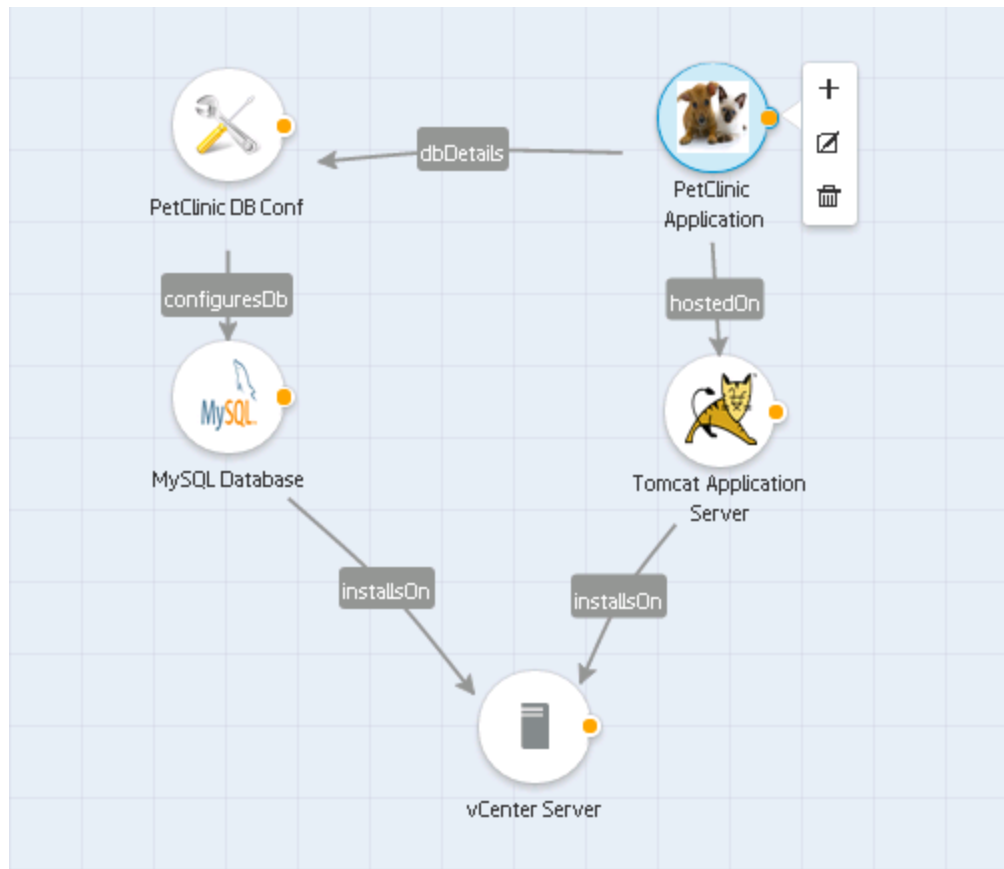 dbDetails
PetClinic DB Conf
PetClinic
Application
configuresDb
hostedOn
MySQL
MySQL Database
Tomcat Application
Server
installsOn
installsOn
vCenter Server